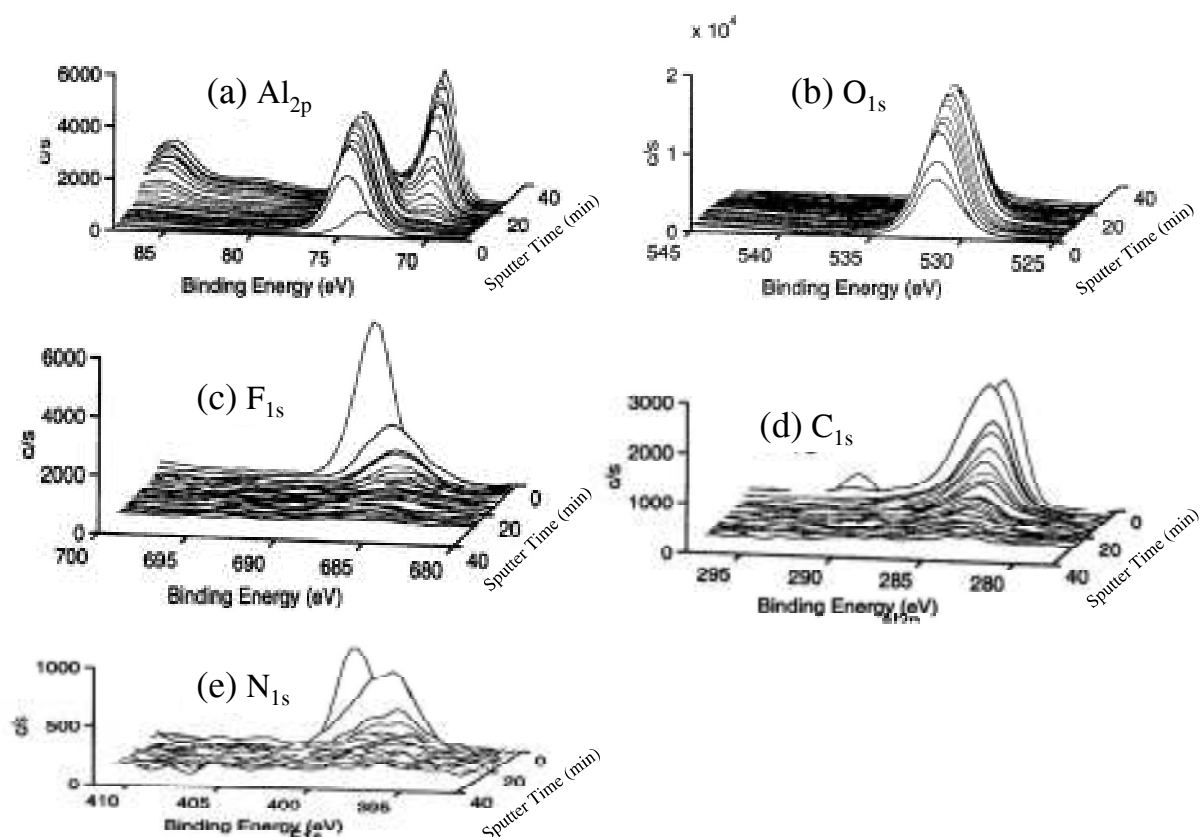 x 10⁴
(a) Al₂ₚ
6000
4000
2000
0
c/s
85 80 75 70
0 20 40
Binding Energy (eV)
Sputter Time (min)
(b) O₁ₛ
2
1
0
c/s
545 540 535 530 525
0 20 40
Binding Energy (eV)
Sputter Time (min)
(c) F₁ₛ
6000
4000
2000
0
c/s
700 695 690 685 680
0 20 40
Binding Energy (eV)
Sputter Time (min)
(d) C₁ₛ
3000
2000
1000
0
c/s
295 290 285 280
0 20 40
Binding Energy (eV)
Sputter Time (min)
(e) N₁ₛ
1000
500
0
c/s
410 405 400 395
0 20 40
Binding Energy (eV)
Sputter Time (min)